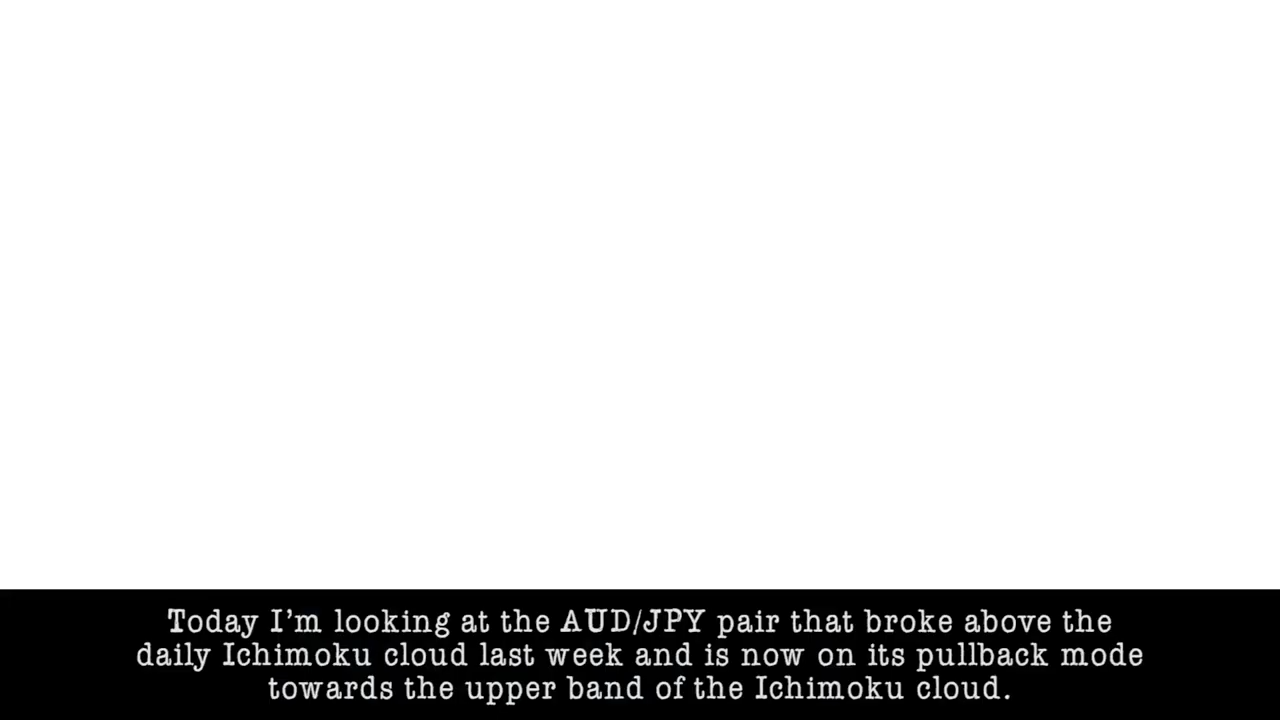 Today I'm looking at the AUD/JPY pair that broke above the
daily Ichimoku cloud last week and is now on its pullback mode
towards the upper band of the Ichimoku cloud.